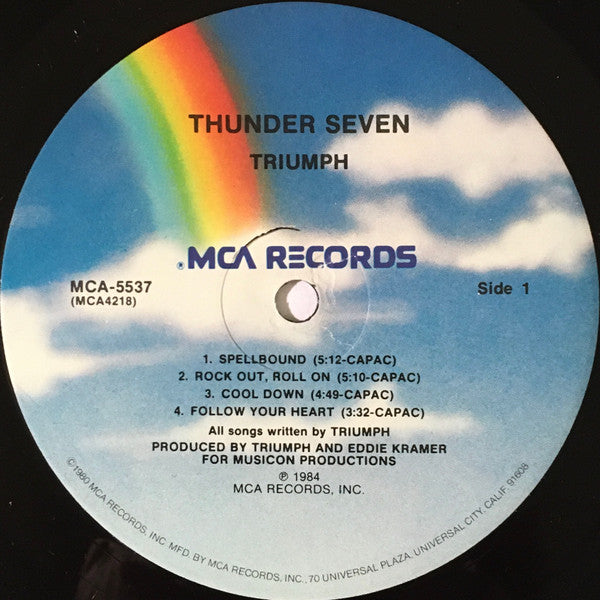 THUNDER SEVEN
TRIUMPH
®MCA RECORDS
MCA-5537
(MCA4218)
Side 1
1. SPELLBOUND (5:12-CAPAC)
2. ROCK OUT, ROLL ON (5:10-CAPAC)
3. COOL DOWN (4:49-CAPAC)
4. FOLLOW YOUR HEART (3:32-CAPAC)
All songs written by TRIUMPH
PRODUCED BY TRIUMPH AND EDDIE KRAMER
FOR MUSICON PRODUCTIONS
℗ 1984
MCA RECORDS, INC.
©1980 MCA RECORDS, INC. MFD. BY MCA RECORDS, INC., 70 UNIVERSAL PLAZA, UNIVERSAL CITY, CALIF. 91608